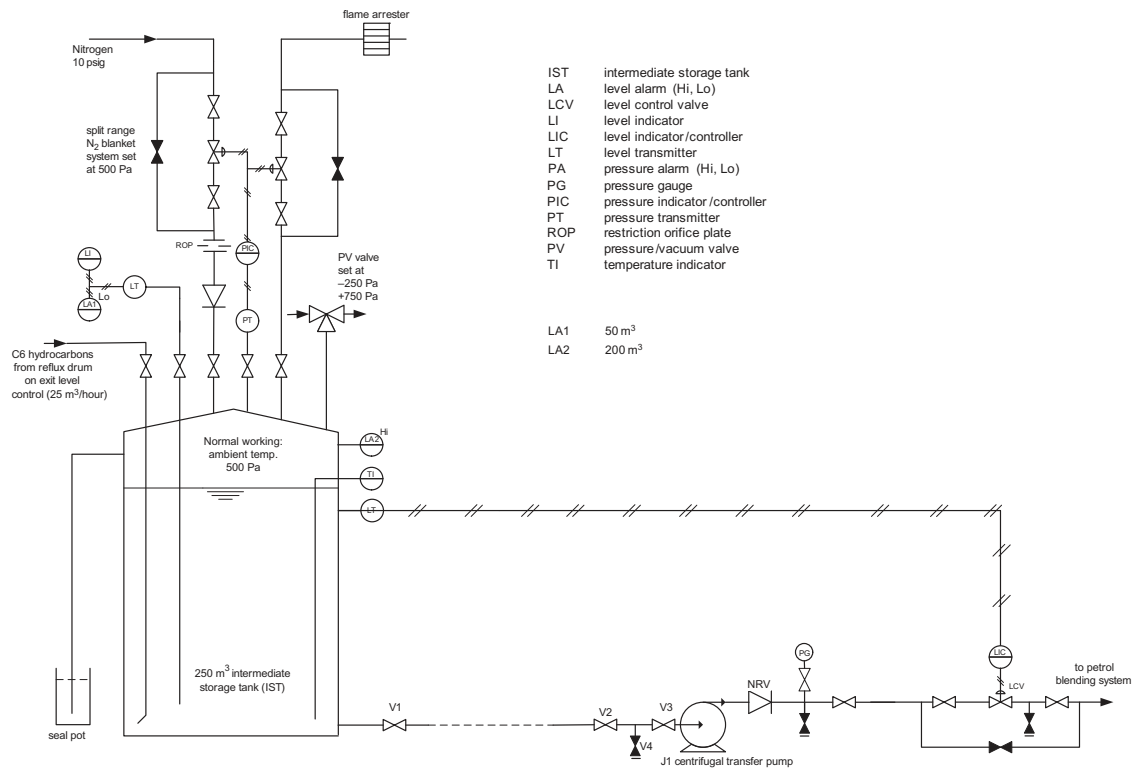 flame arrester
Nitrogen
10 psig
split range
N₂ blanket
system set
at 500 Pa
IST intermediate storage tank
LA level alarm (Hi, Lo)
LCV level control valve
LI level indicator
LIC level indicator/controller
LT level transmitter
PA pressure alarm (Hi, Lo)
PG pressure gauge
PIC pressure indicator/controller
PT pressure transmitter
ROP restriction orifice plate
PV pressure/vacuum valve
TI temperature indicator
LA1 50 m³
LA2 200 m³
ROP
PIC
PV valve
set at
–250 Pa
+750 Pa
LI
LT
Lo
LA1
PT
C6 hydrocarbons
from reflux drum
on exit level
control (25 m³/hour)
Normal working:
ambient temp.
500 Pa
Hi
LA2
TI
LT
250 m³ intermediate
storage tank (IST)
seal pot
V1
V2
V3
V4
J1 centrifugal transfer pump
NRV
PG
LIC
LCV
to petrol
blending system